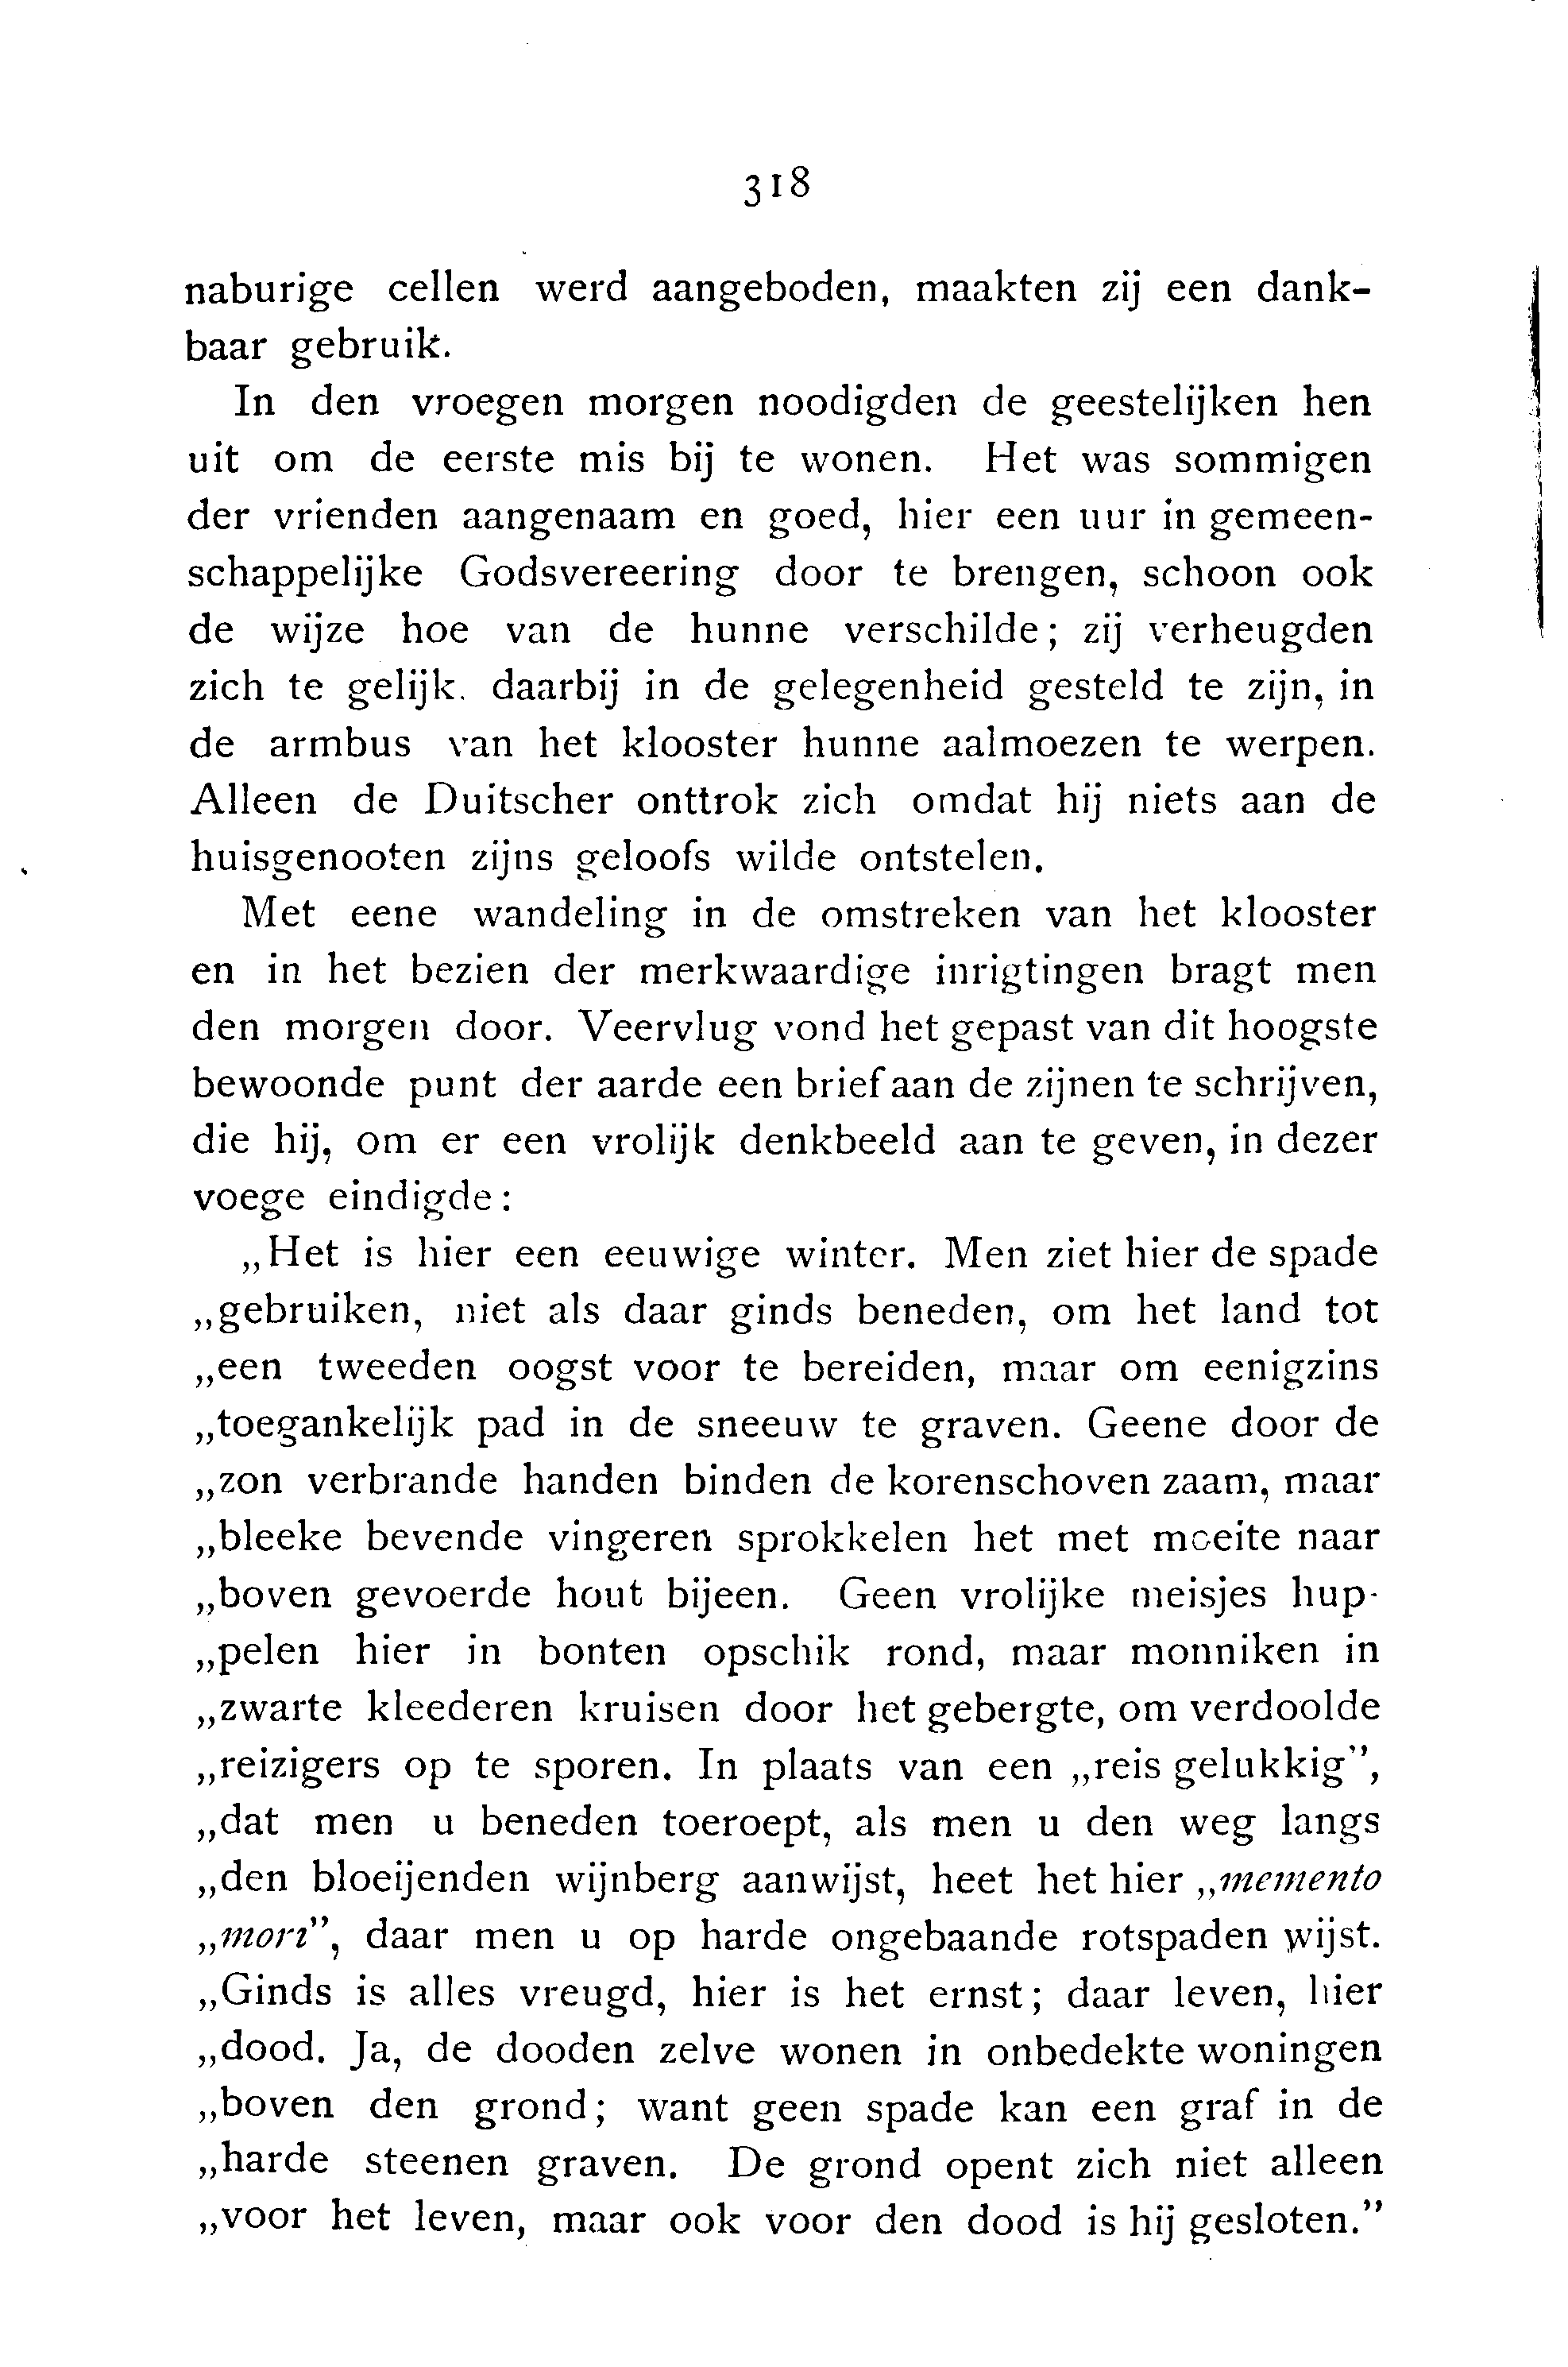 318
naburige cellen werd aangeboden, maakten zij een dank-
baar gebruik.
In den vroegen morgen noodigden de geestelijken hen
uit om de eerste mis bij te wonen. Het was sommigen
der vrienden aangenaam en goed, hier een uur in gemeen-
schappelijke Godsvereering door te brengen, schoon ook
de wijze hoe van de hunne verschilde; zij verheugden
zich te gelijk. daarbij in de gelegenheid gesteld te zijn, in
de armbus van het klooster hunne aalmoezen te werpen.
Alleen de Duitscher onttrok zich omdat hij niets aan de
huisgenooten zijns geloofs wilde ontstelen.
Met eene wandeling in de omstreken van het klooster
en in het bezien der merkwaardige inrigtingen bragt men
den morgen door. Veervlug vond het gepast van dit hoogste
bewoonde punt der aarde een brief aan de zijnen te schrijven,
die hij, om er een vrolijk denkbeeld aan te geven, in dezer
voege eindigde:
„Het is hier een eeuwige winter. Men ziet hier de spade
„gebruiken, niet als daar ginds beneden, om het land tot
„een tweeden oogst voor te bereiden, maar om eenigzins
„toegankelijk pad in de sneeuw te graven. Geene door de
„zon verbrande handen binden de korenschoven zaam, maar
„bleeke bevende vingeren sprokkelen het met moeite naar
„boven gevoerde hout bijeen. Geen vrolijke meisjes hup-
„pelen hier in bonten opschik rond, maar monniken in
„zwarte kleederen kruisen door het gebergte, om verdoolde
„reizigers op te sporen. In plaats van een „reis gelukkig”,
„dat men u beneden toeroept, als men u den weg langs
„den bloeijenden wijnberg aanwijst, heet het hier „memento
„mori”, daar men u op harde ongebaande rotspaden wijst.
„Ginds is alles vreugd, hier is het ernst; daar leven, hier
„dood. Ja, de dooden zelve wonen in onbedekte woningen
„boven den grond; want geen spade kan een graf in de
„harde steenen graven. De grond opent zich niet alleen
„voor het leven, maar ook voor den dood is hij gesloten.”